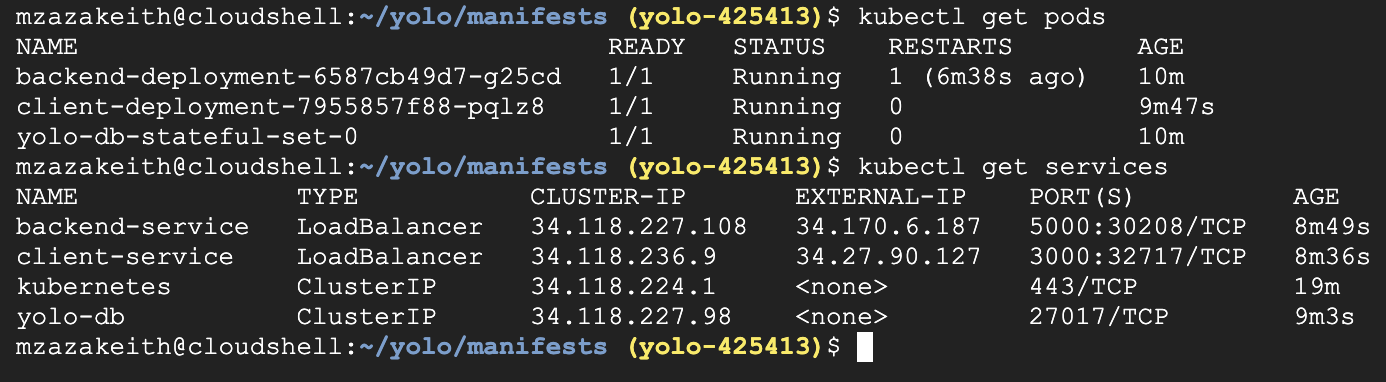 mzazakeith@cloudshell:~/yolo/manifests (yolo-425413)$ kubectl get pods
NAME READY STATUS RESTARTS AGE
backend-deployment-6587cb49d7-g25cd 1/1 Running 1 (6m38s ago) 10m
client-deployment-7955857f88-pqlz8 1/1 Running 0 9m47s
yolo-db-stateful-set-0 1/1 Running 0 10m
mzazakeith@cloudshell:~/yolo/manifests (yolo-425413)$ kubectl get services
NAME TYPE CLUSTER-IP EXTERNAL-IP PORT(S) AGE
backend-service LoadBalancer 34.118.227.108 34.170.6.187 5000:30208/TCP 8m49s
client-service LoadBalancer 34.118.236.9 34.27.90.127 3000:32717/TCP 8m36s
kubernetes ClusterIP 34.118.224.1 <none> 443/TCP 19m
yolo-db ClusterIP 34.118.227.98 <none> 27017/TCP 9m3s
mzazakeith@cloudshell:~/yolo/manifests (yolo-425413)$